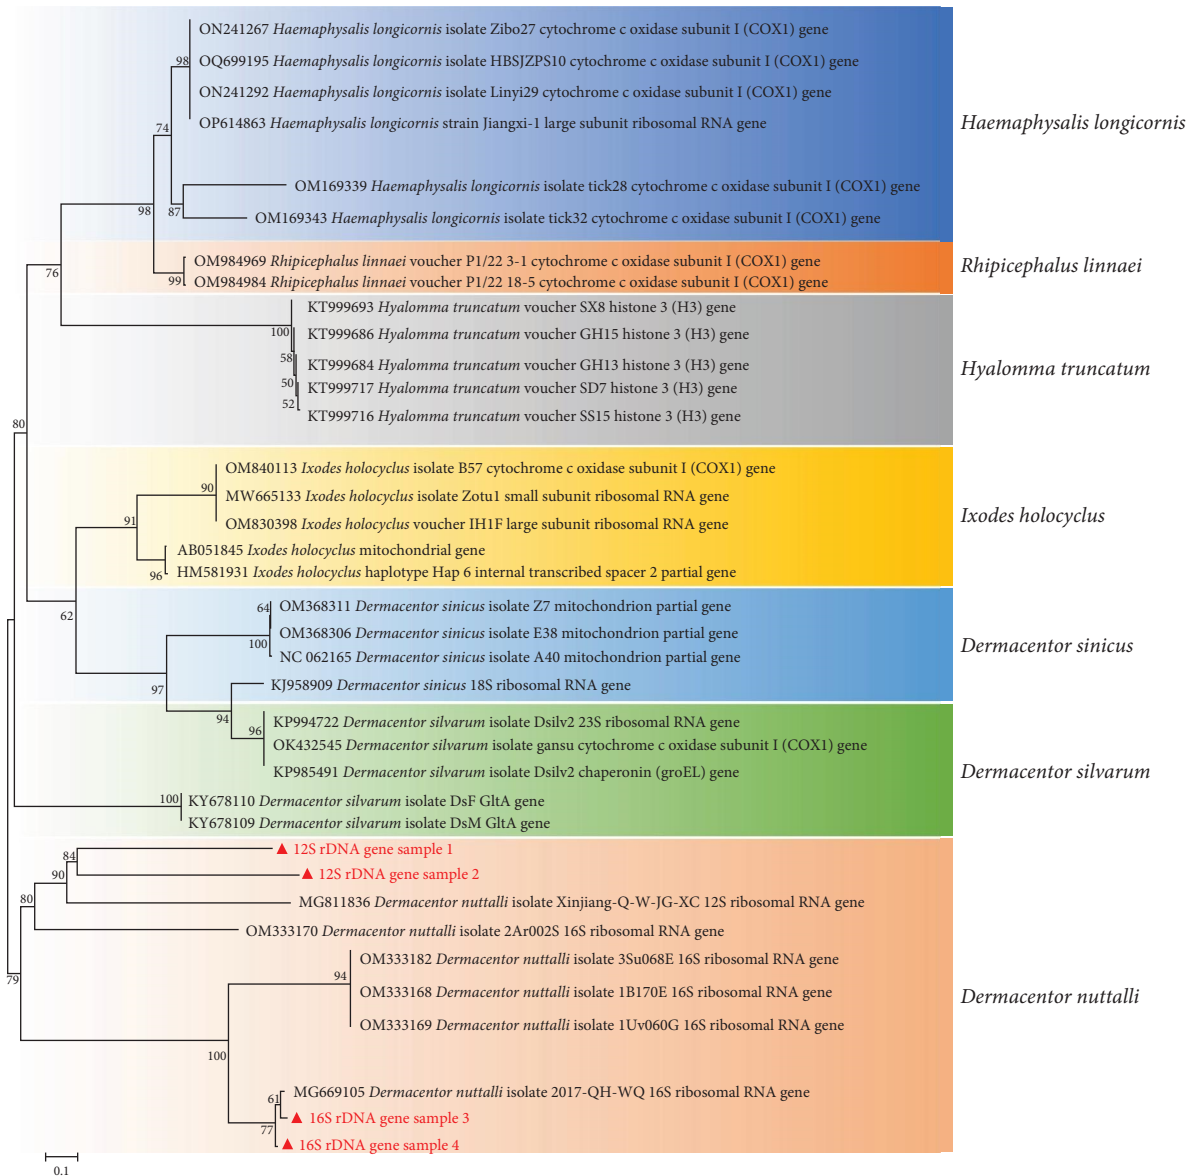 ON241267 Haemaphysalis longicornis isolate Zibo27 cytochrome c oxidase subunit I (COX1) gene
98
OQ699195 Haemaphysalis longicornis isolate HBSJZPS10 cytochrome c oxidase subunit I (COX1) gene
ON241292 Haemaphysalis longicornis isolate Linyi29 cytochrome c oxidase subunit I (COX1) gene
OP614863 Haemaphysalis longicornis strain Jiangxi-1 large subunit ribosomal RNA gene
Haemaphysalis longicornis
74
OM169339 Haemaphysalis longicornis isolate tick28 cytochrome c oxidase subunit I (COX1) gene
98
87
OM169343 Haemaphysalis longicornis isolate tick32 cytochrome c oxidase subunit I (COX1) gene
76
OM984969 Rhipicephalus linnaei voucher P1/22 3-1 cytochrome c oxidase subunit I (COX1) gene
Rhipicephalus linnaei
99
OM984984 Rhipicephalus linnaei voucher P1/22 18-5 cytochrome c oxidase subunit I (COX1) gene
KT999693 Hyalomma truncatum voucher SX8 histone 3 (H3) gene
100
KT999686 Hyalomma truncatum voucher GH15 histone 3 (H3) gene
58
KT999684 Hyalomma truncatum voucher GH13 histone 3 (H3) gene
Hyalomma truncatum
50
KT999717 Hyalomma truncatum voucher SD7 histone 3 (H3) gene
52
KT999716 Hyalomma truncatum voucher SS15 histone 3 (H3) gene
80
OM840113 Ixodes holocyclus isolate B57 cytochrome c oxidase subunit I (COX1) gene
90
MW665133 Ixodes holocyclus isolate Zotu1 small subunit ribosomal RNA gene
91
OM830398 Ixodes holocyclus voucher IH1F large subunit ribosomal RNA gene
Ixodes holocyclus
AB051845 Ixodes holocyclus mitochondrial gene
96
HM581931 Ixodes holocyclus haplotype Hap 6 internal transcribed spacer 2 partial gene
62
64
OM368311 Dermacentor sinicus isolate Z7 mitochondrion partial gene
OM368306 Dermacentor sinicus isolate E38 mitochondrion partial gene
100
Dermacentor sinicus
NC 062165 Dermacentor sinicus isolate A40 mitochondrion partial gene
97
KJ958909 Dermacentor sinicus 18S ribosomal RNA gene
94
KP994722 Dermacentor silvarum isolate Dsilv2 23S ribosomal RNA gene
96
OK432545 Dermacentor silvarum isolate gansu cytochrome c oxidase subunit I (COX1) gene
KP985491 Dermacentor silvarum isolate Dsilv2 chaperonin (groEL) gene
Dermacentor silvarum
100
KY678110 Dermacentor silvarum isolate DsF GltA gene
KY678109 Dermacentor silvarum isolate DsM GltA gene
84
12S rDNA gene sample 1
90
12S rDNA gene sample 2
80
MG811836 Dermacentor nuttalli isolate Xinjiang-Q-W-JG-XC 12S ribosomal RNA gene
OM333170 Dermacentor nuttalli isolate 2Ar002S 16S ribosomal RNA gene
79
OM333182 Dermacentor nuttalli isolate 3Su068E 16S ribosomal RNA gene
94
OM333168 Dermacentor nuttalli isolate 1B170E 16S ribosomal RNA gene
Dermacentor nuttalli
OM333169 Dermacentor nuttalli isolate 1Uv060G 16S ribosomal RNA gene
100
MG669105 Dermacentor nuttalli isolate 2017-QH-WQ 16S ribosomal RNA gene
61
16S rDNA gene sample 3
77
16S rDNA gene sample 4
0.1